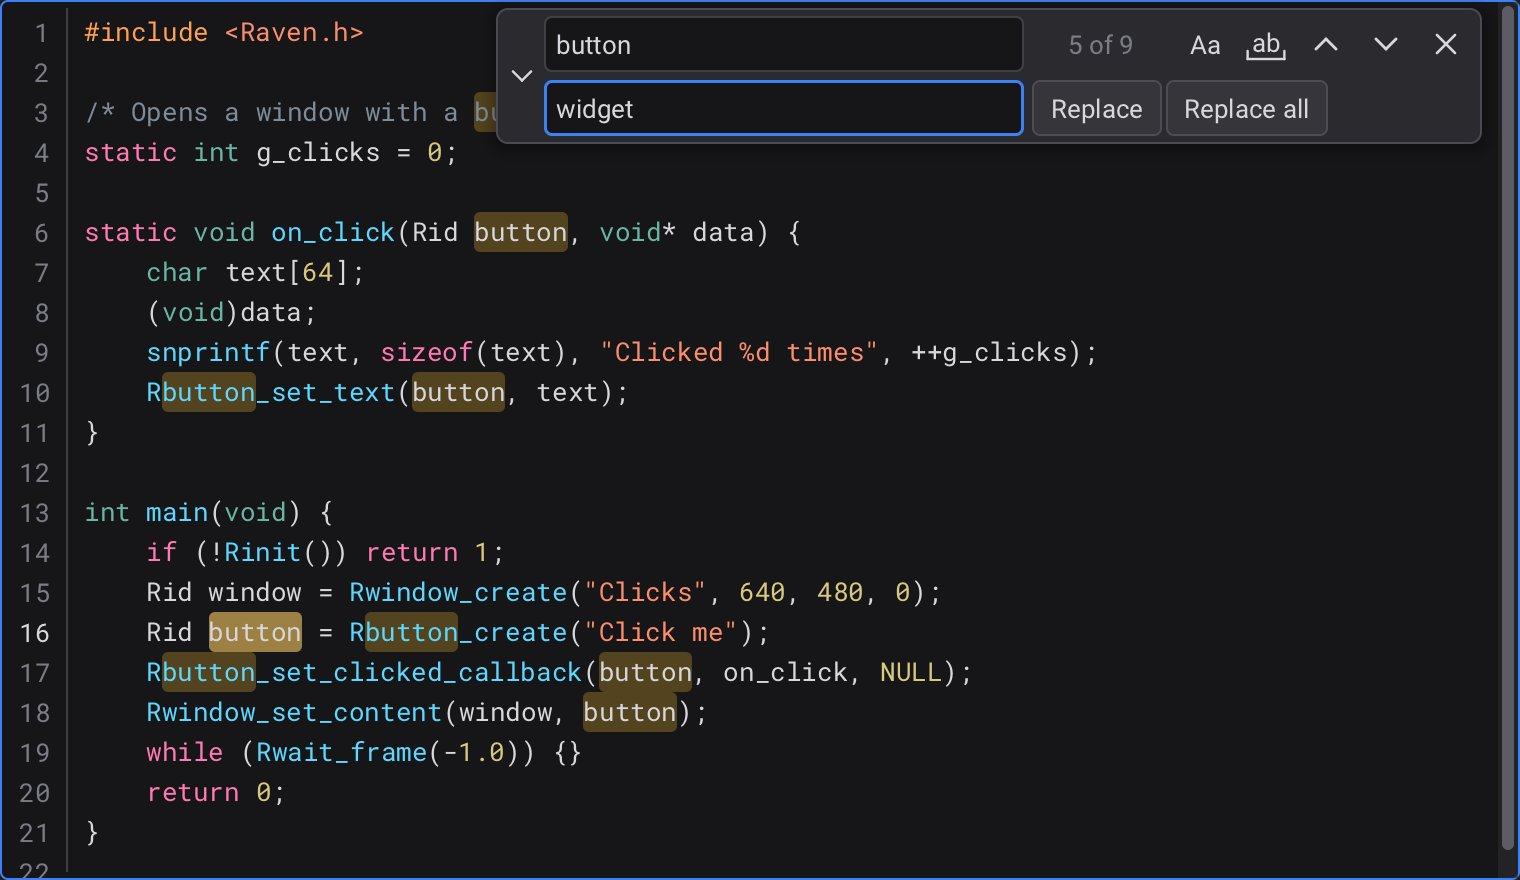 1 #include <Raven.h>
2
3 /* Opens a window with a
4 static int g_clicks = 0;
5
6 static void on_click(Rid button, void* data) {
7     char text[64];
8     (void)data;
9     snprintf(text, sizeof(text), "Clicked %d times", ++g_clicks);
10     Rbutton_set_text(button, text);
11 }
12
13 int main(void) {
14     if (!Rinit()) return 1;
15     Rid window = Rwindow_create("Clicks", 640, 480, 0);
16     Rid button = Rbutton_create("Click me");
17     Rbutton_set_clicked_callback(button, on_click, NULL);
18     Rwindow_set_content(window, button);
19     while (Rwait_frame(-1.0)) {}
20     return 0;
21 }
22
button 5 of 9 Aa ab
widget Replace Replace all